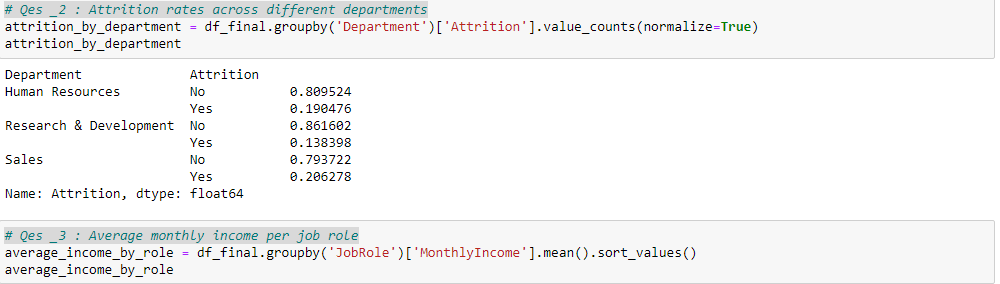 # Qes _2 : Attrition rates across different departments
attrition_by_department = df_final.groupby('Department')['Attrition'].value_counts(normalize=True)
attrition_by_department
Department Attrition
Human Resources No 0.809524
Yes 0.190476
Research & Development No 0.861602
Yes 0.138398
Sales No 0.793722
Yes 0.206278
Name: Attrition, dtype: float64
# Qes _3 : Average monthly income per job role
average_income_by_role = df_final.groupby('JobRole')['MonthlyIncome'].mean().sort_values()
average_income_by_role